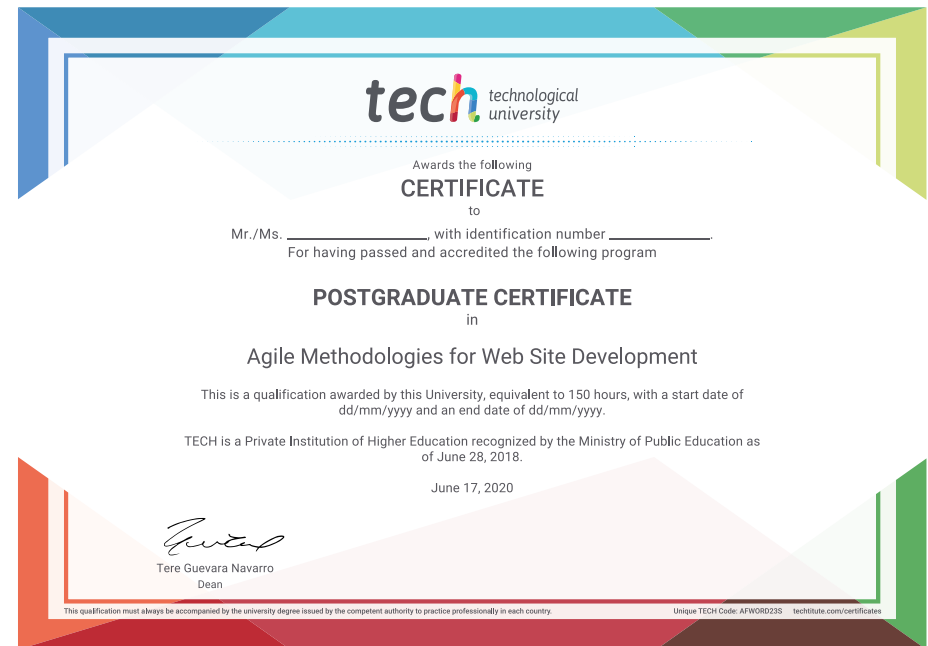 tech technological
university
Awards the following
CERTIFICATE
to
Mr./Ms. ____________________, with identification number ______________.
For having passed and accredited the following program
POSTGRADUATE CERTIFICATE
in
Agile Methodologies for Web Site Development
This is a qualification awarded by this University, equivalent to 150 hours, with a start date of
dd/mm/yyyy and an end date of dd/mm/yyyy.
TECH is a Private Institution of Higher Education recognized by the Ministry of Public Education as
of June 28, 2018.
June 17, 2020
Tere Guevara Navarro
Dean
This qualification must always be accompanied by the university degree issued by the competent authority to practice professionally in each country.
Unique TECH Code: AFWORD23S techtitute.com/certificates